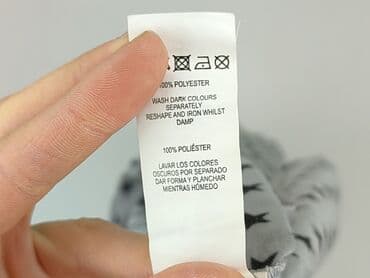 100% POLYESTER
WASH DARK COLOURS
SEPARATELY
RESHAPE AND IRON WHILST
DAMP
100% POLIÉSTER
LAVAR LOS COLORES
OSCUROS POR SEPARADO
DAR FORMA Y PLANCHAR
MIENTRAS HÚMEDO